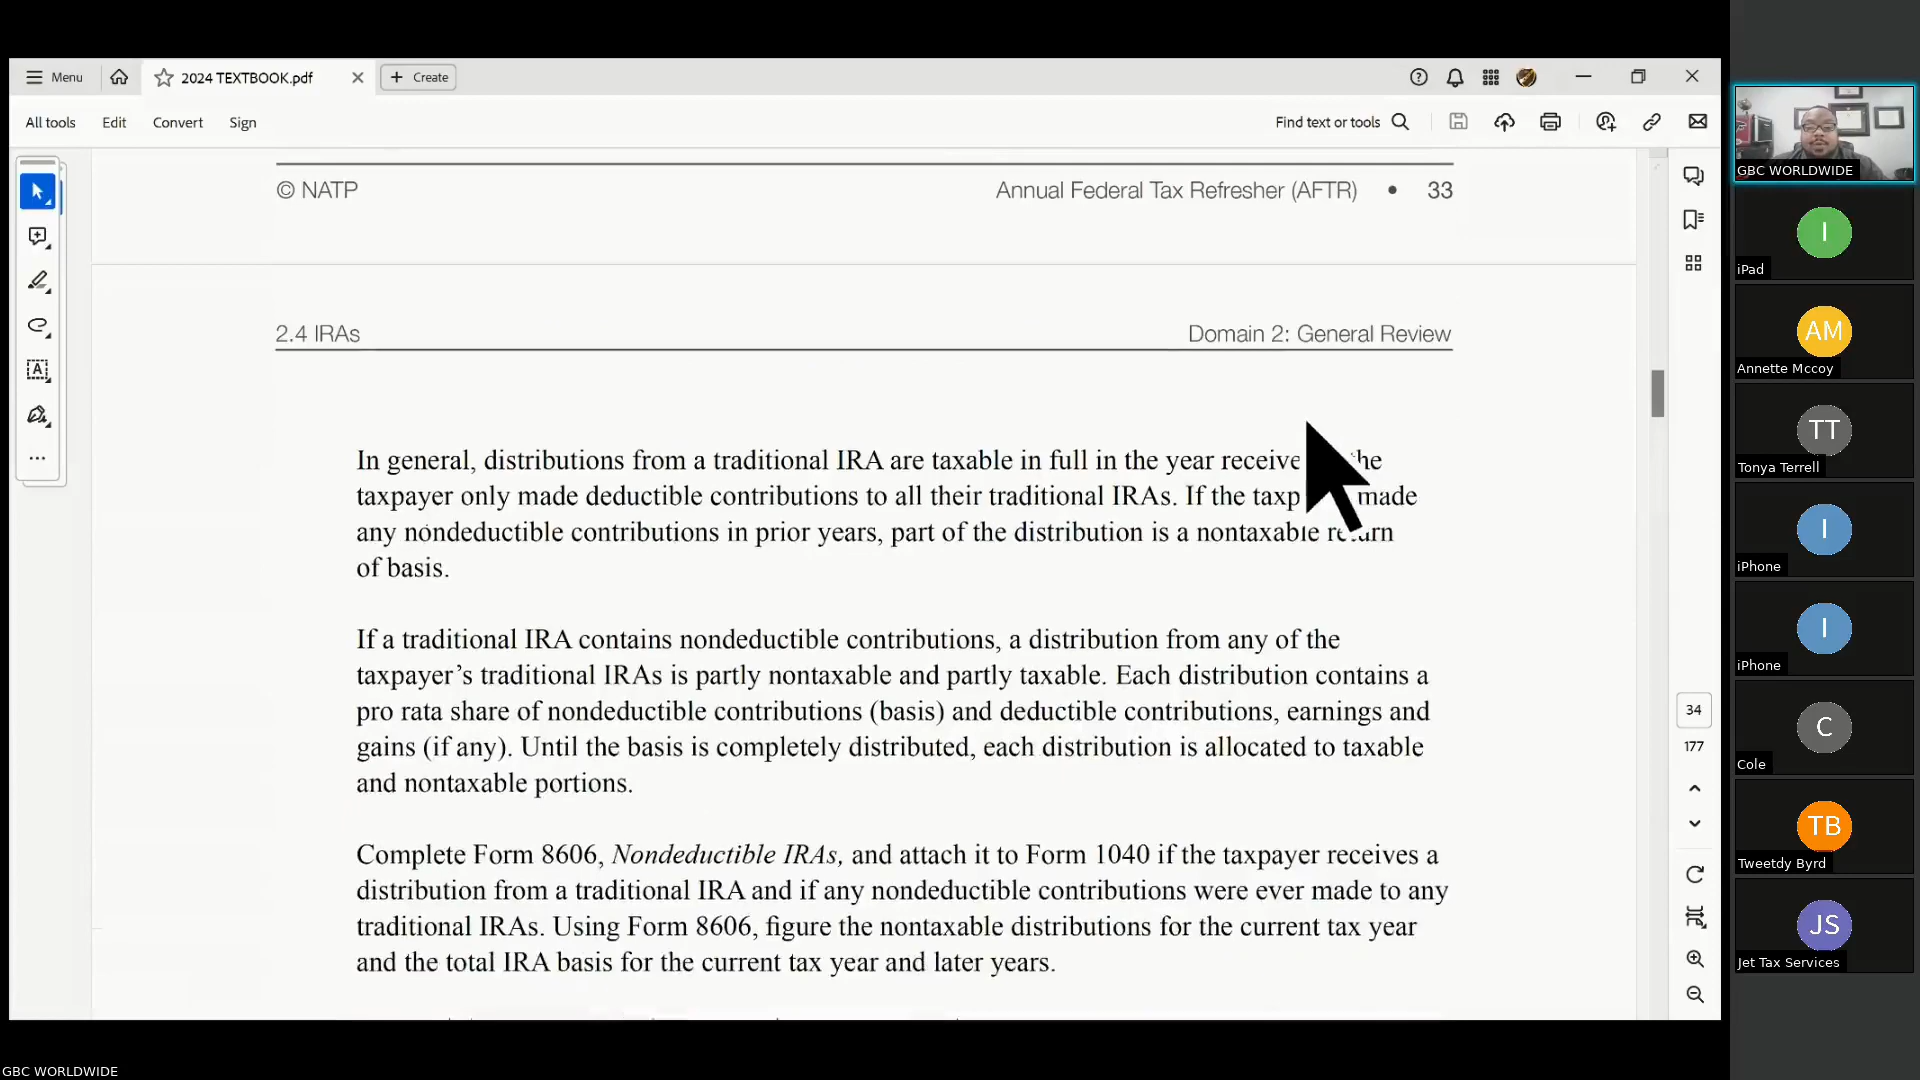 Menu
2024 TEXTBOOK.pdf
Create
All tools
Edit
Convert
Sign
Find text or tools
© NATP
Annual Federal Tax Refresher (AFTR) • 33
2.4 IRAs
Domain 2: General Review
In general, distributions from a traditional IRA are taxable in full in the year receive he
taxpayer only made deductible contributions to all their traditional IRAs. If the taxp made
any nondeductible contributions in prior years, part of the distribution is a nontaxable return
of basis.
If a traditional IRA contains nondeductible contributions, a distribution from any of the
taxpayer’s traditional IRAs is partly nontaxable and partly taxable. Each distribution contains a
pro rata share of nondeductible contributions (basis) and deductible contributions, earnings and
gains (if any). Until the basis is completely distributed, each distribution is allocated to taxable
and nontaxable portions.
Complete Form 8606, Nondeductible IRAs, and attach it to Form 1040 if the taxpayer receives a
distribution from a traditional IRA and if any nondeductible contributions were ever made to any
traditional IRAs. Using Form 8606, figure the nontaxable distributions for the current tax year
and the total IRA basis for the current tax year and later years.
34
177
GBC WORLDWIDE
I
iPad
AM
Annette Mccoy
TT
Tonya Terrell
I
iPhone
I
iPhone
C
Cole
TB
Tweetdy Byrd
JS
Jet Tax Services
GBC WORLDWIDE